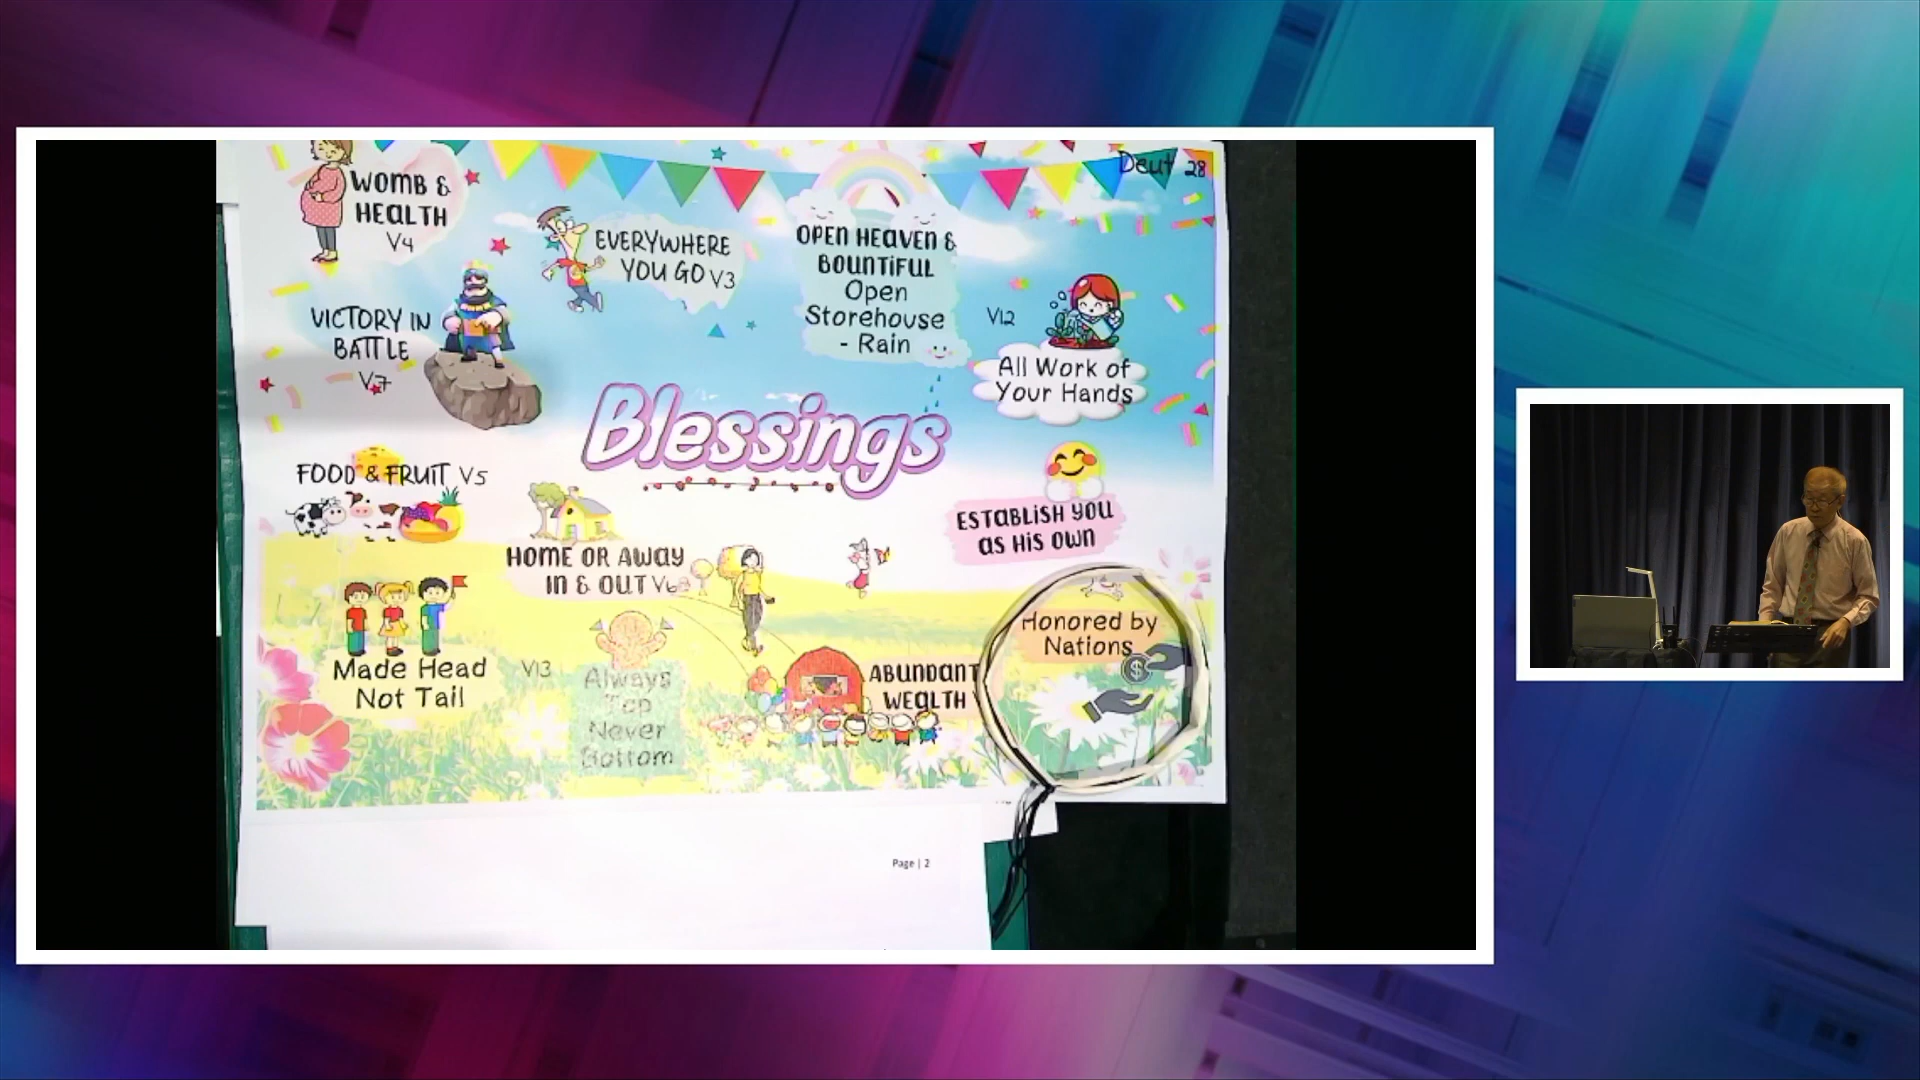 Deut 28
WOMB &
HEALTH
V4
EVERYWHERE
YOU GO V3
OPEN HEAVEN &
BOUNTIFUL
Open
Storehouse
- Rain
V12
All Work of
Your Hands
VICTORY IN
BATTLE
V7
Blessings
FOOD & FRUIT V5
ESTABLISH YOU
AS HIS OWN
HOME OR AWAY
IN & OUT V6
Honored by
Nations
$
Made Head
Not Tail
V13
Always
Top
Never
Bottom
ABUNDANT
WEALTH
Page | 2